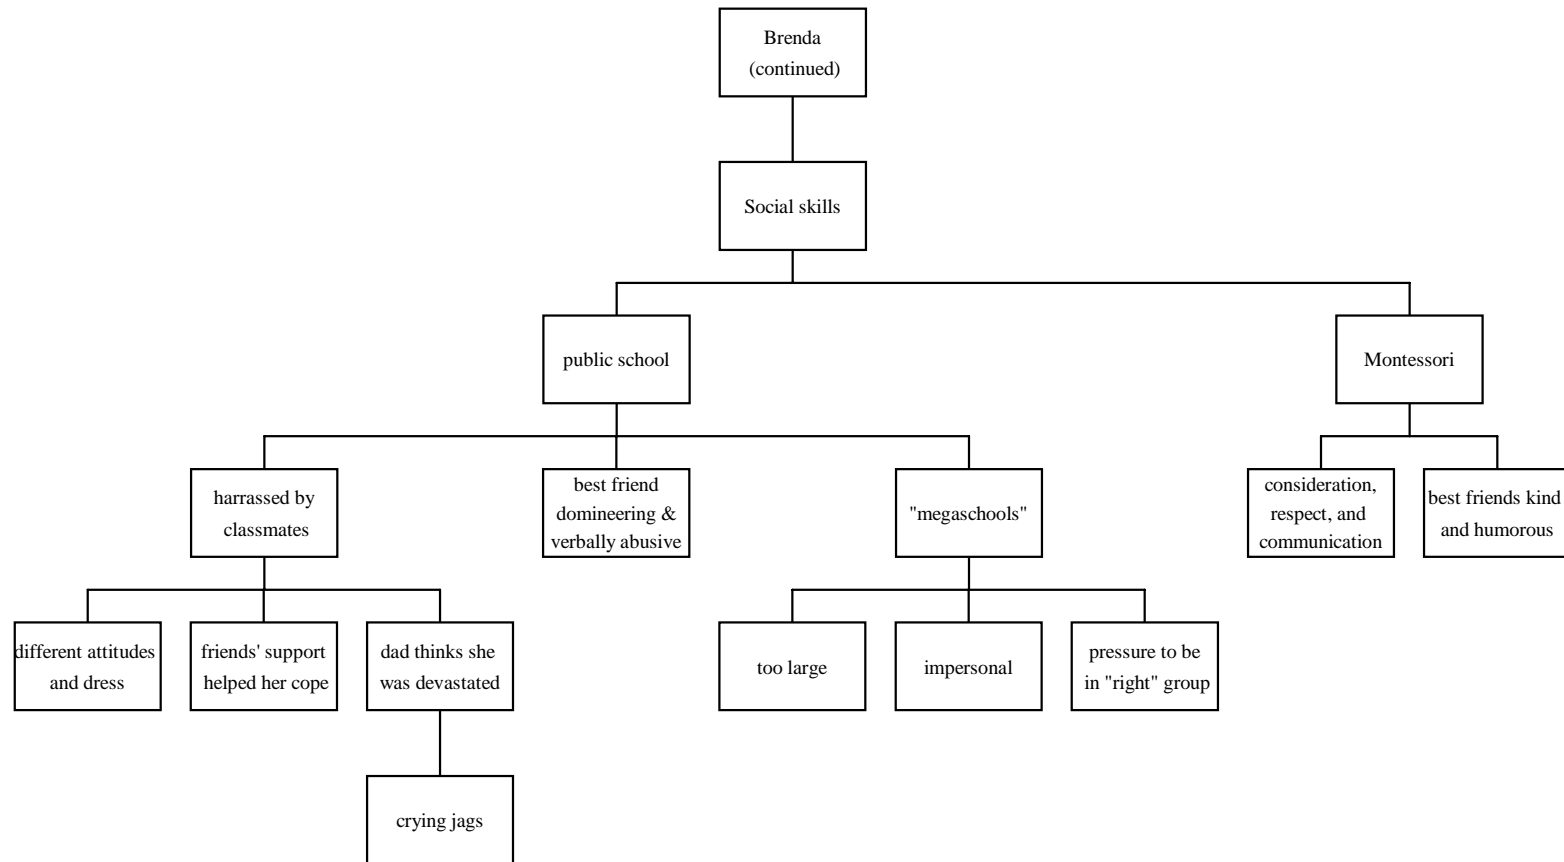 Brenda
(continued)
Social skills
public school
Montessori
harrassed by
classmates
best friend
domineering &
verbally abusive
"megaschools"
consideration,
respect, and
communication
best friends kind
and humorous
different attitudes
and dress
friends' support
helped her cope
dad thinks she
was devastated
too large
impersonal
pressure to be
in "right" group
crying jags